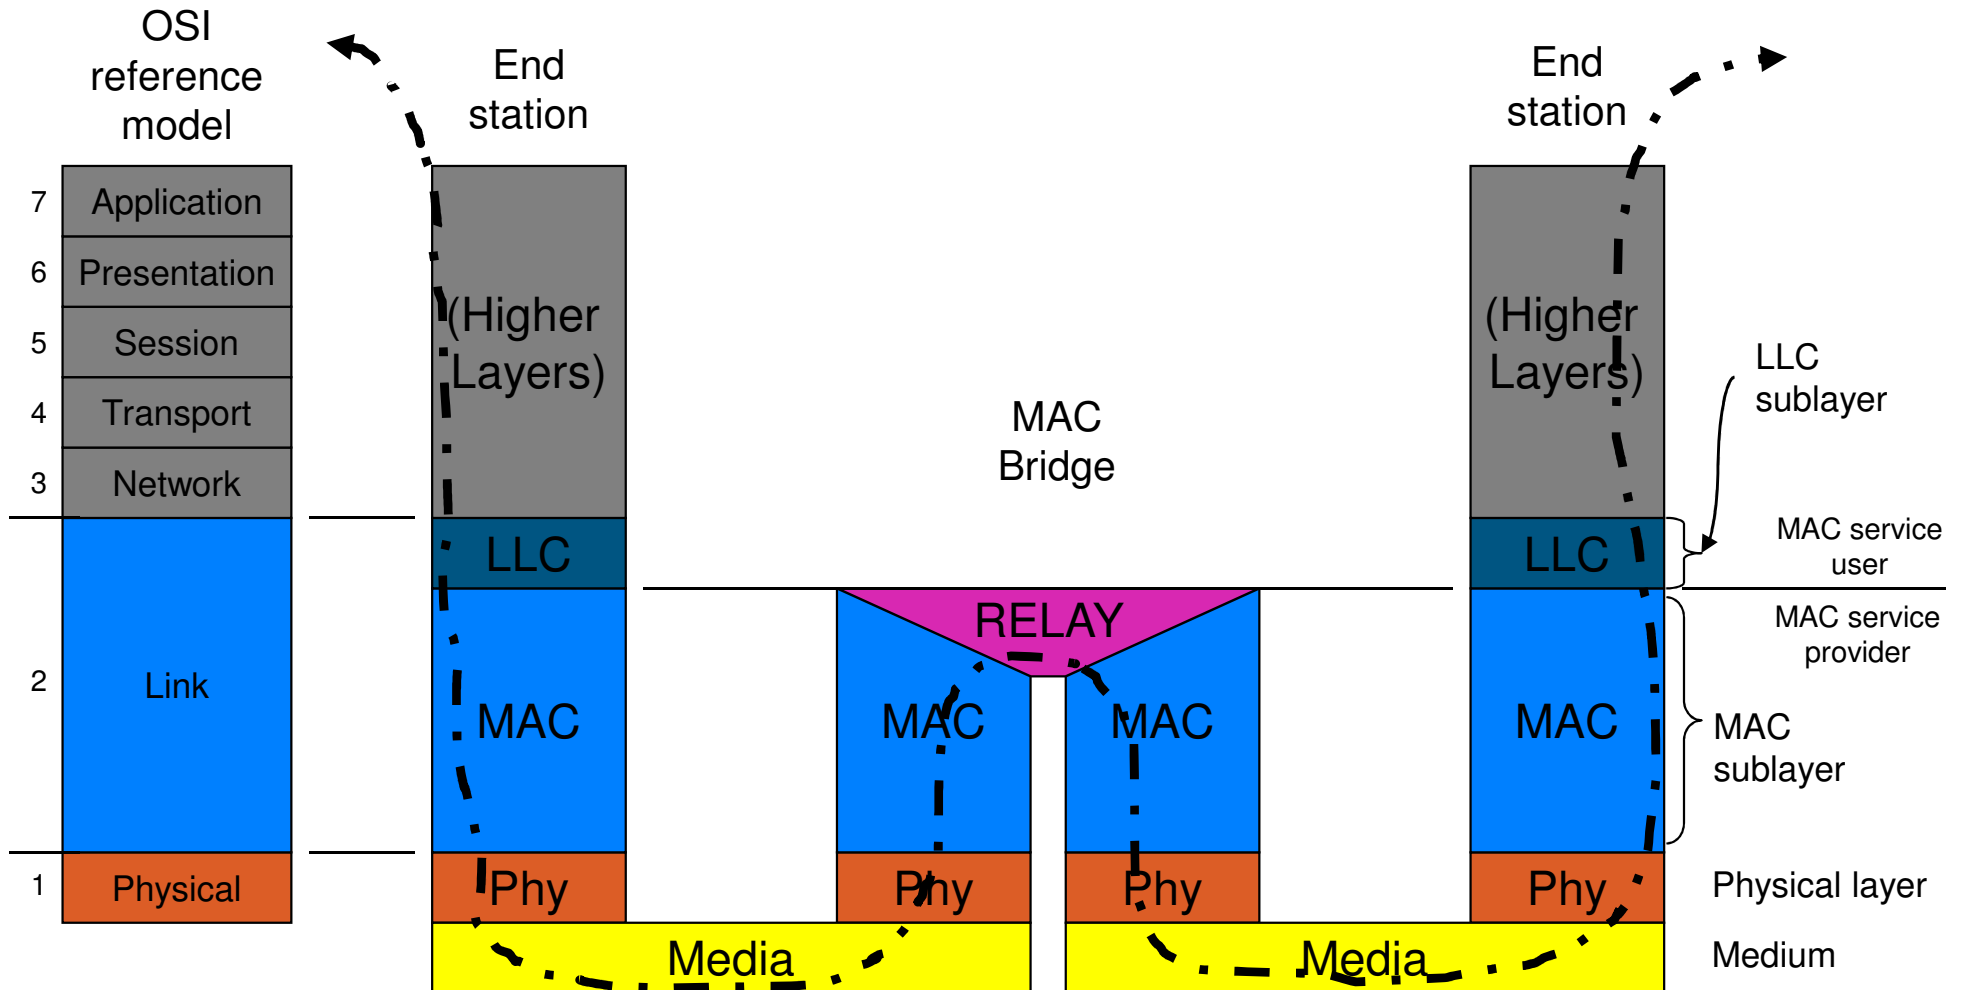 OSI
reference
model
End
station
End
station
7
Application
6
Presentation
5
Session
4
Transport
3
Network
2
Link
1
Physical
(Higher
Layers)
LLC
MAC
Phy
Media
MAC
Bridge
RELAY
MAC
MAC
Phy
Phy
(Higher
Layers)
LLC
MAC
Phy
Media
LLC
sublayer
MAC service
user
MAC service
provider
MAC
sublayer
Physical layer
Medium